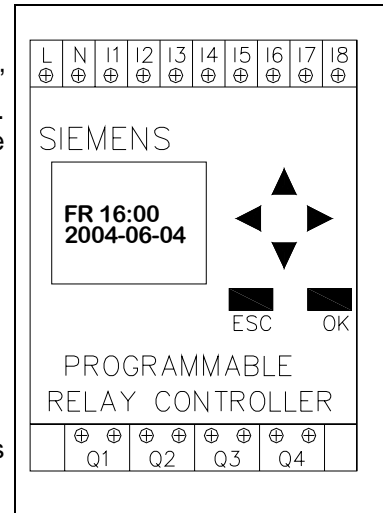 L N I1 I2 I3 I4 I5 I6 I7 I8
SIEMENS
FR 16:00
2004-06-04
ESC OK
PROGRAMMABLE
RELAY CONTROLLER
Q1 Q2 Q3 Q4